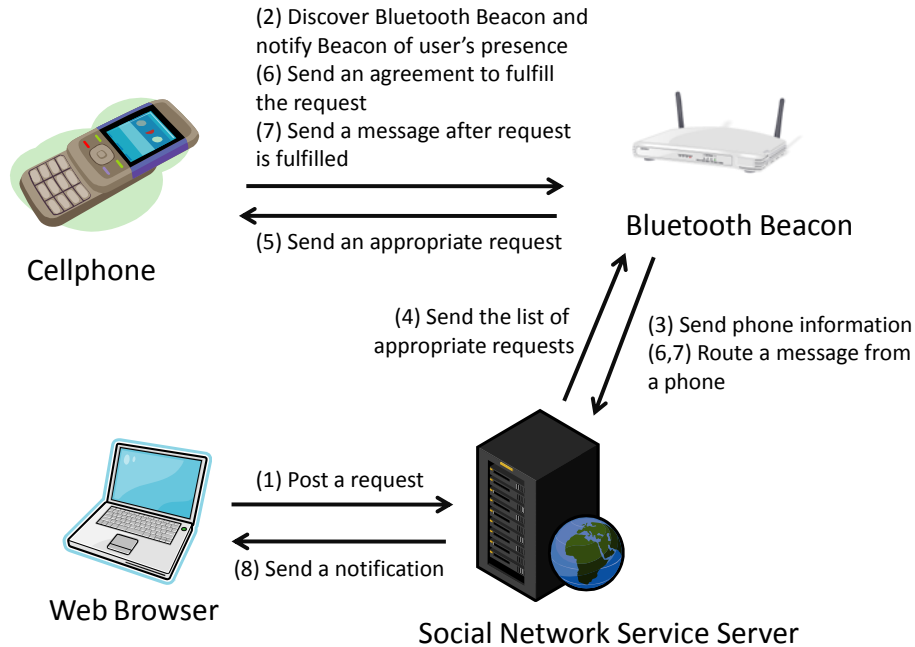 (2) Discover Bluetooth Beacon and
notify Beacon of user's presence
(6) Send an agreement to fulfill
the request
(7) Send a message after request
is fulfilled
(5) Send an appropriate request
Cellphone
Bluetooth Beacon
(4) Send the list of
appropriate requests
(3) Send phone information
(6,7) Route a message from
a phone
(1) Post a request
(8) Send a notification
Web Browser
Social Network Service Server